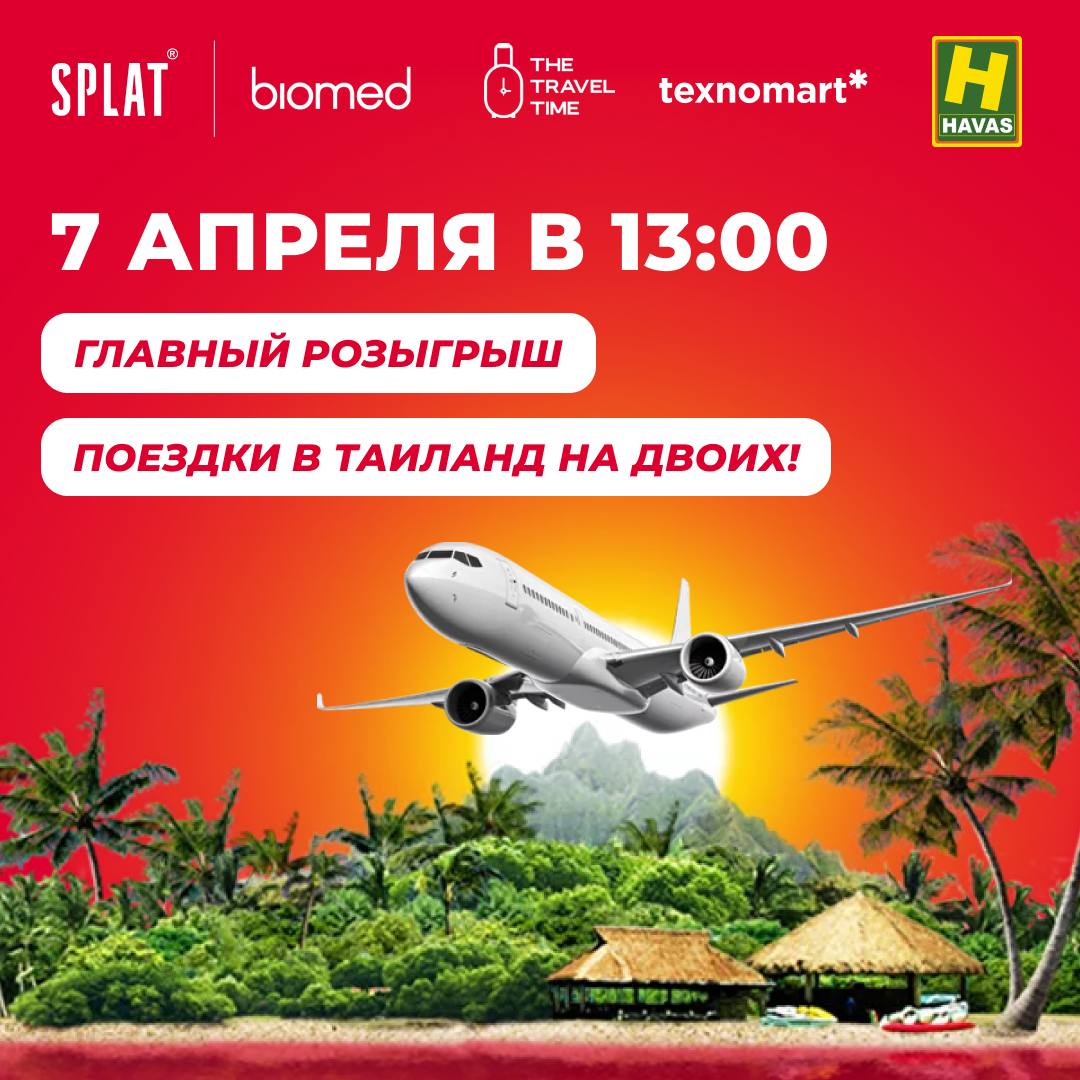 SPLAT®
biomed
THE
TRAVEL
TIME
texnomart*
H
HAVAS
7 АПРЕЛЯ В 13:00
ГЛАВНЫЙ РОЗЫГРЫШ
ПОЕЗДКИ В ТАИЛАНД НА ДВОИХ!